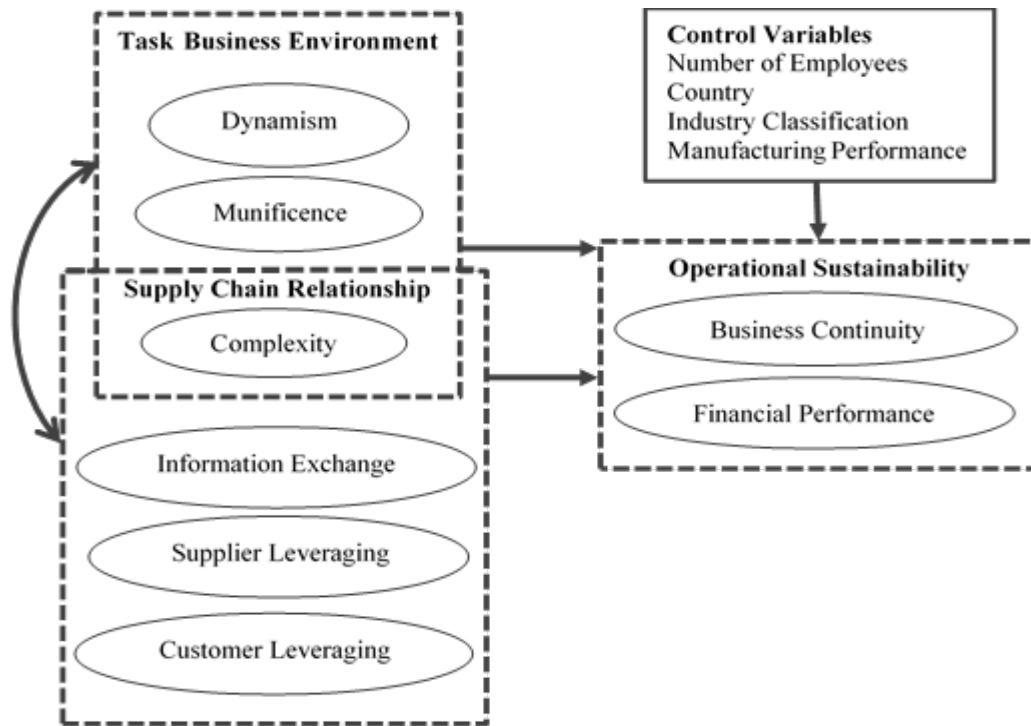 Task Business Environment
Dynamism
Munificence
Supply Chain Relationship
Complexity
Information Exchange
Supplier Leveraging
Customer Leveraging
Control Variables
Number of Employees
Country
Industry Classification
Manufacturing Performance
Operational Sustainability
Business Continuity
Financial Performance